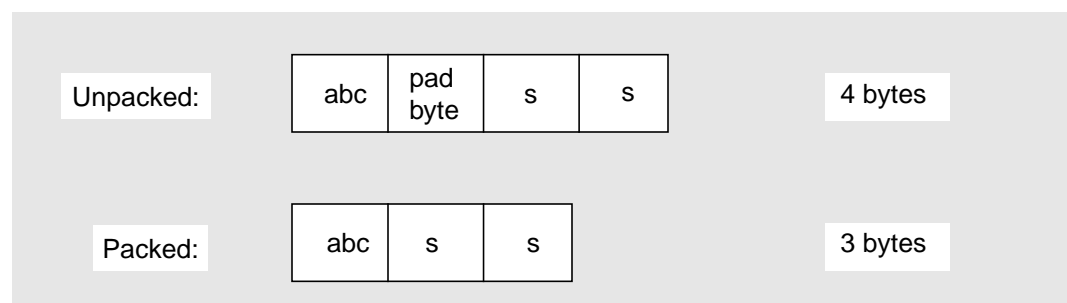 Unpacked: abc pad byte s s 4 bytes
Packed: abc s s 3 bytes